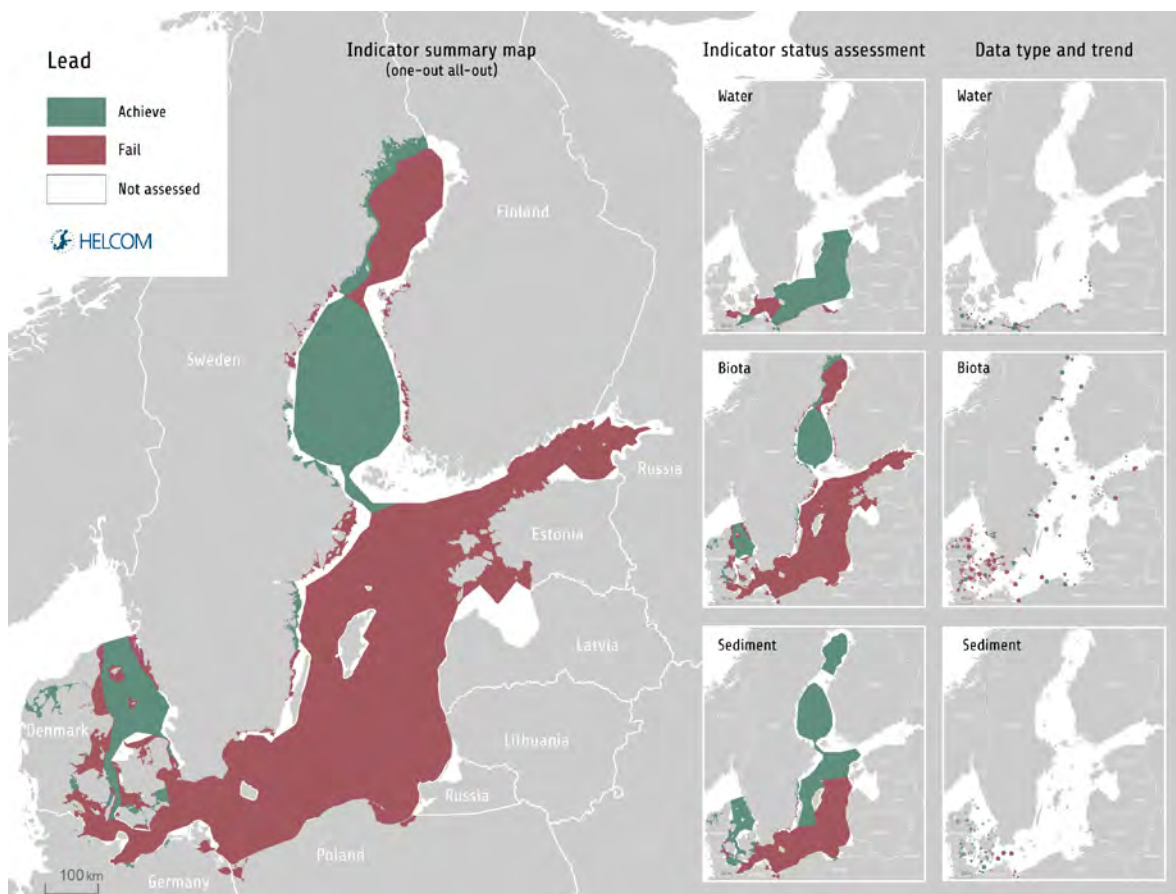 Lead
Achieve
Fail
Not assessed
HELCOM
Indicator summary map
(one-out all-out)
Indicator status assessment
Data type and trend
Water
Water
Biota
Biota
Sediment
Sediment
Finland
Sweden
Russia
Estonia
Latvia
Denmark
Lithuania
Russia
Poland
Germany
100 km